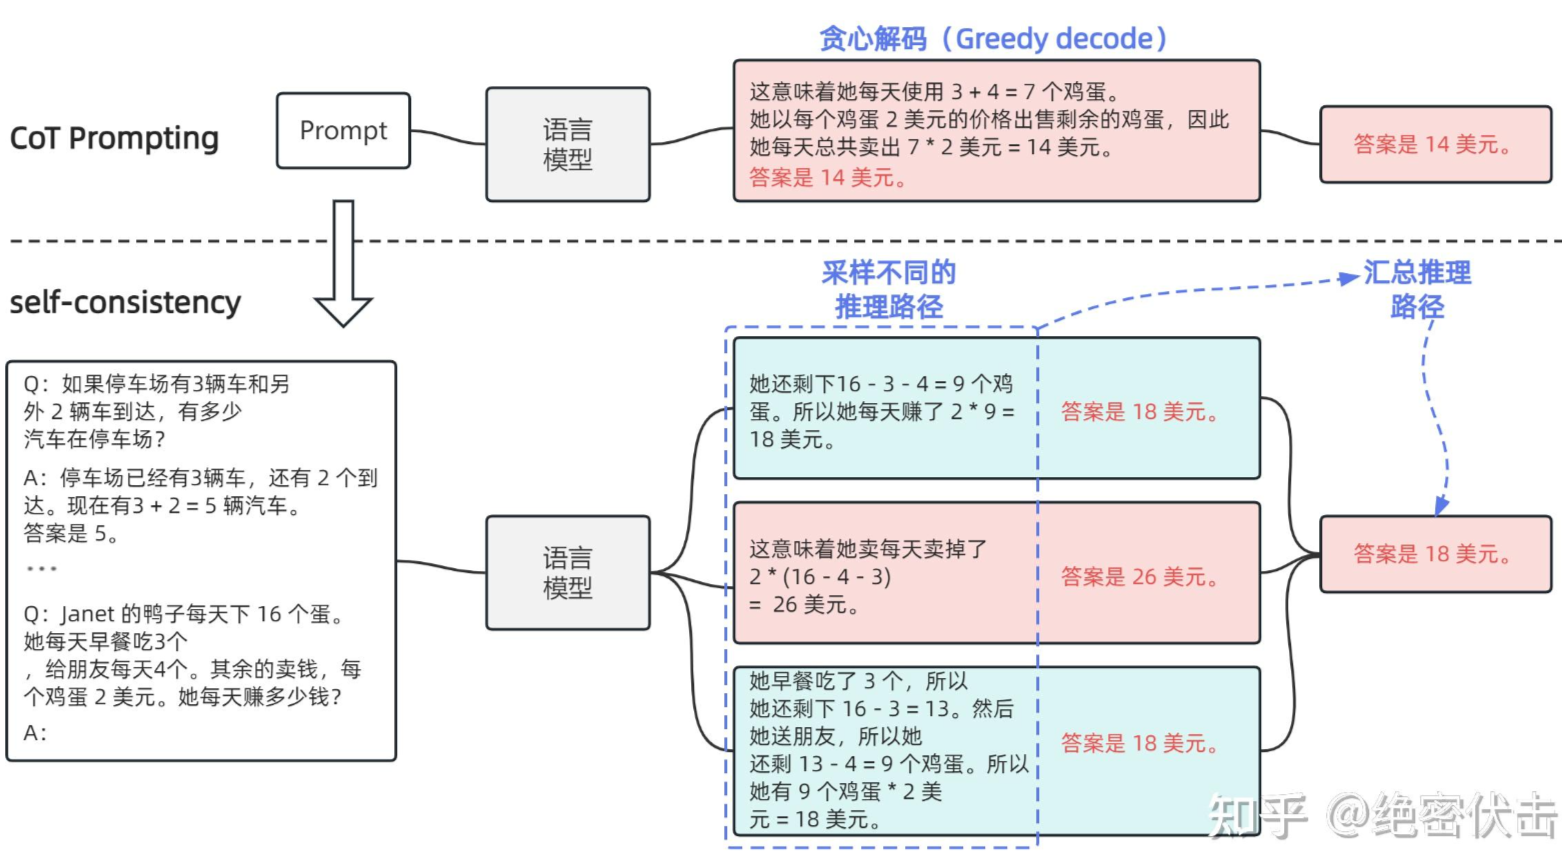 贪心解码（Greedy decode）
CoT Prompting
Prompt
语言
模型
这意味着她每天使用 3 + 4 = 7 个鸡蛋。
她以每个鸡蛋 2 美元的价格出售剩余的鸡蛋，因此
她每天总共卖出 7 * 2 美元 = 14 美元。
答案是 14 美元。
答案是 14 美元。
self-consistency
采样不同的
推理路径
汇总推理
路径
Q：如果停车场有3辆车和另
外 2 辆车到达，有多少
汽车在停车场？
A：停车场已经有3辆车，还有 2 个到
达。现在有3 + 2 = 5 辆汽车。
答案是 5。
...
Q：Janet 的鸭子每天下 16 个蛋。
她每天早餐吃3个
，给朋友每天4个。其余的卖钱，每
个鸡蛋 2 美元。她每天赚多少钱？
A：
语言
模型
她还剩下16 - 3 - 4 = 9 个鸡
蛋。所以她每天赚了 2 * 9 =
18 美元。
答案是 18 美元。
这意味着她卖每天卖掉了
2 * (16 - 4 - 3)
= 26 美元。
答案是 26 美元。
她早餐吃了 3 个，所以
她还剩下 16 - 3 = 13。然后
她送朋友，所以她
还剩 13 - 4 = 9 个鸡蛋。所以
她有 9 个鸡蛋 * 2 美
元 = 18 美元。
答案是 18 美元。
答案是 18 美元。
知乎 @绝密伏击